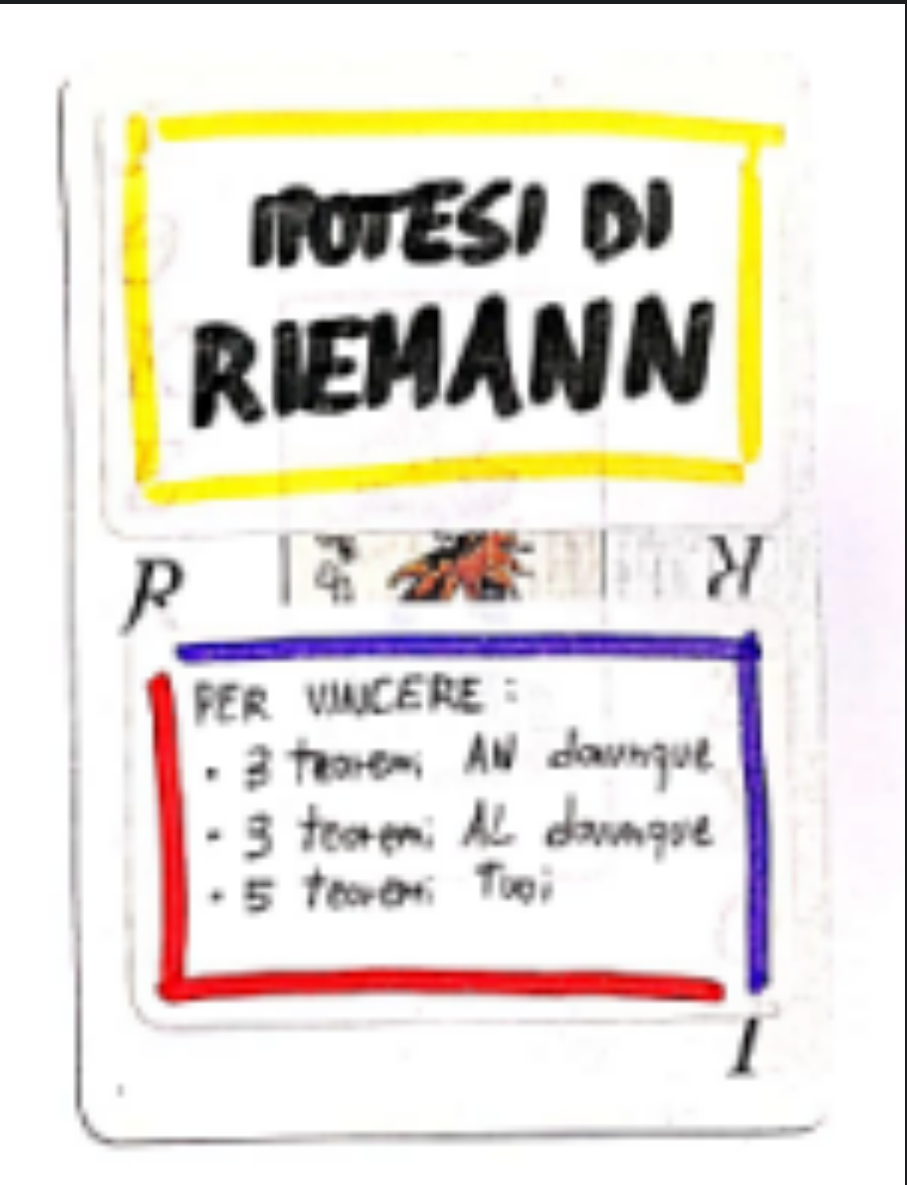 IPOTESI DI
RIEMANN
PER VINCERE:
• 3 teoremi AN dovunque
• 3 teoremi AL dovunque
• 5 teoremi Tuoi